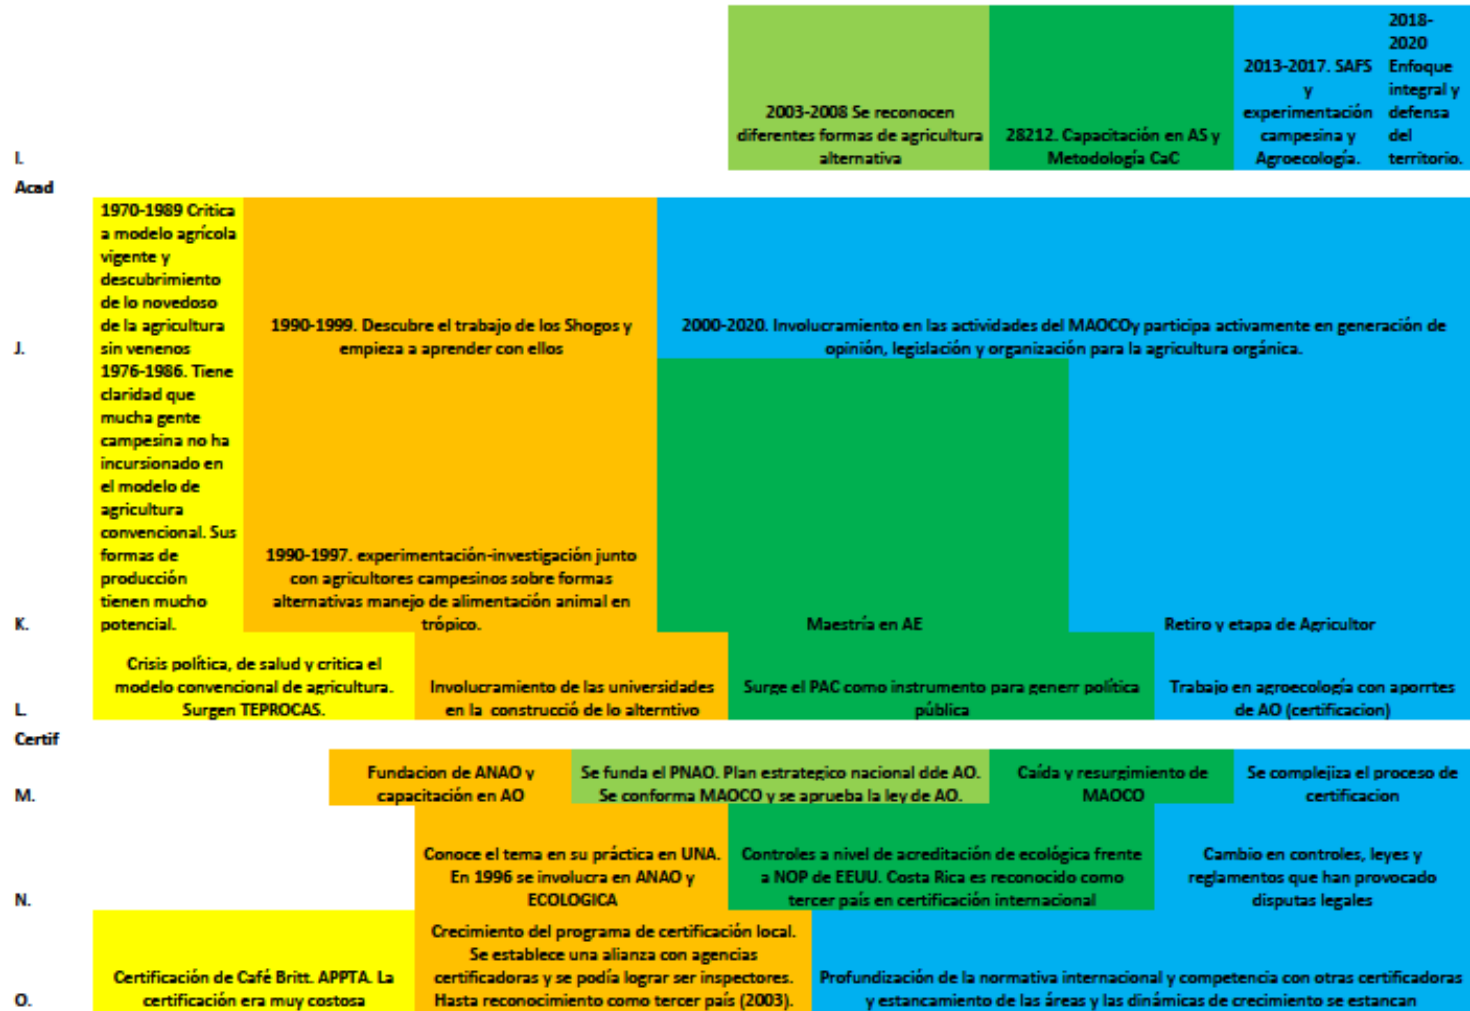 2003-2008 Se reconocen
diferentes formas de agricultura
alternativa
28212. Capacitación en AS y
Metodología CaC
2013-2017. SAFS
y
experimentación
campesina y
Agroecología.
2018-
2020
Enfoque
integral y
defensa
del
territorio.
I.
Acad
1970-1989 Critica
a modelo agrícola
vigente y
descubrimiento
de lo novedoso
de la agricultura
sin venenos
1990-1999. Descubre el trabajo de los Shogos y
empieza a aprender con ellos
2000-2020. Involucramiento en las actividades del MAOCOy participa activamente en generación de
opinión, legislación y organización para la agricultura orgánica.
J.
1976-1986. Tiene
claridad que
mucha gente
campesina no ha
incursionado en
el modelo de
agricultura
convencional. Sus
formas de
producción
tienen mucho
potencial.
1990-1997. experimentación-investigación junto
con agricultores campesinos sobre formas
alternativas manejo de alimentación animal en
trópico.
Maestría en AE
Retiro y etapa de Agricultor
K.
Crisis política, de salud y critica el
modelo convencional de agricultura.
Surgen TEPROCAS.
Involucramiento de las universidades
en la construcció de lo alterntivo
Surge el PAC como instrumento para generr política
pública
Trabajo en agroecología con aporrtes
de AO (certificacion)
L.
Certif
Fundacion de ANAO y
capacitación en AO
Se funda el PNAO. Plan estrategico nacional dde AO.
Se conforma MAOCO y se aprueba la ley de AO.
Caída y resurgimiento de
MAOCO
Se complejiza el proceso de
certificacion
M.
Conoce el tema en su práctica en UNA.
En 1996 se involucra en ANAO y
ECOLOGICA
Controles a nivel de acreditación de ecológica frente
a NOP de EEUU. Costa Rica es reconocido como
tercer país en certificación internacional
Cambio en controles, leyes y
reglamentos que han provocado
disputas legales
N.
Certificación de Café Britt. APPTA. La
certificación era muy costosa
Crecimiento del programa de certificación local.
Se establece una alianza con agencias
certificadoras y se podía lograr ser inspectores.
Hasta reconocimiento como tercer país (2003).
Profundización de la normativa internacional y competencia con otras certificadoras
y estancamiento de las áreas y las dinámicas de crecimiento se estancan
O.